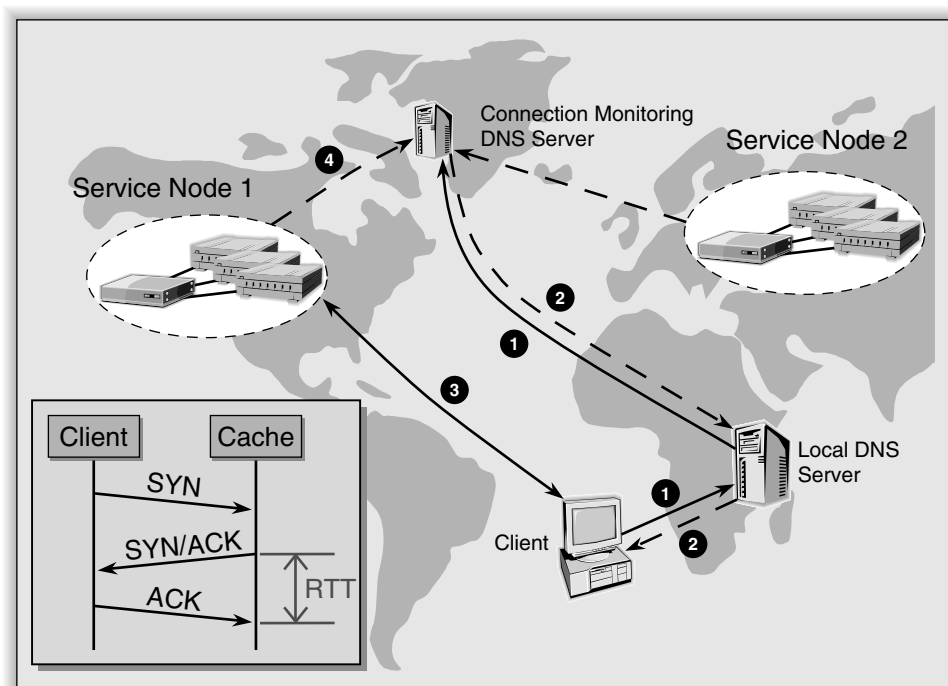 Connection Monitoring
DNS Server
Service Node 2
4
Service Node 1
2
1
3
Client
Cache
SYN
SYN/ACK
RTT
ACK
Local DNS
Server
1
Client
2